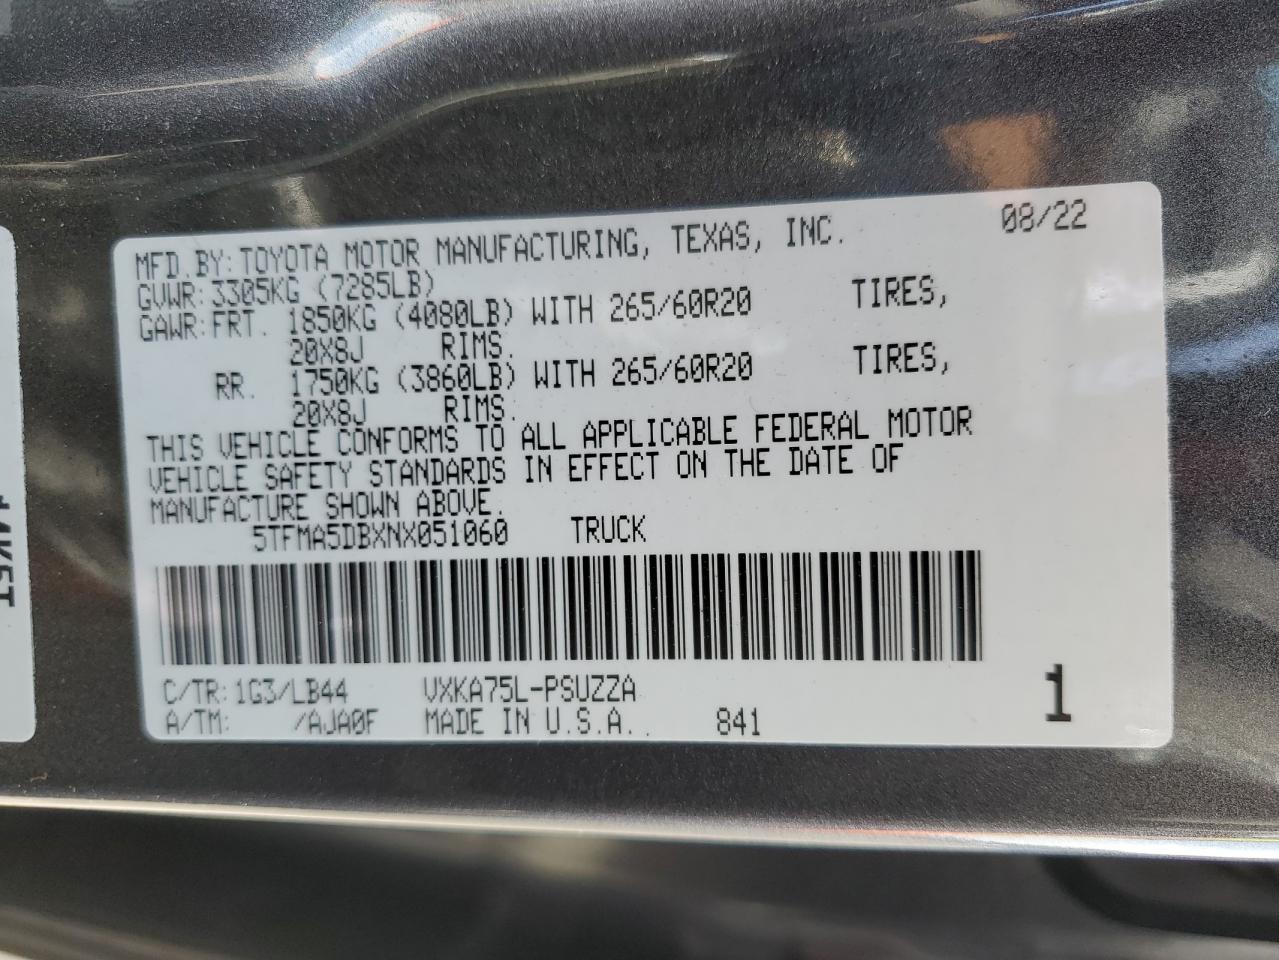 MFD.BY:TOYOTA MOTOR MANUFACTURING, TEXAS, INC. 08/22
GVWR:3305KG (7285LB)
GAWR:FRT. 1850KG (4080LB) WITH 265/60R20 TIRES,
20X8J RIMS.
RR. 1750KG (3860LB) WITH 265/60R20 TIRES,
20X8J RIMS.
THIS VEHICLE CONFORMS TO ALL APPLICABLE FEDERAL MOTOR
VEHICLE SAFETY STANDARDS IN EFFECT ON THE DATE OF
MANUFACTURE SHOWN ABOVE.
5TFMA5DBXNX051060 TRUCK
C/TR:1G3/LB44 VXKA75L-PSUZZA
A/TM: /AJA0F MADE IN U.S.A.. 841
1